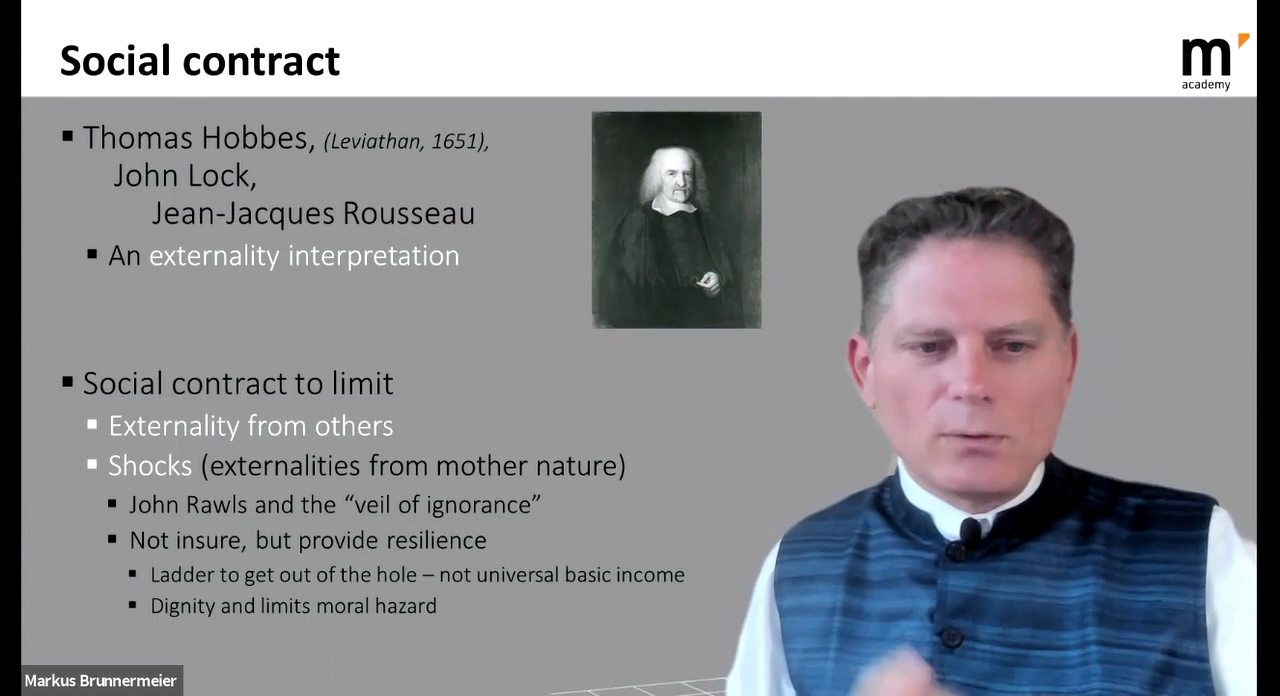 Social contract
m'
academy
▪ Thomas Hobbes, (Leviathan, 1651),
John Lock,
Jean-Jacques Rousseau
▪ An externality interpretation
▪ Social contract to limit
▪ Externality from others
▪ Shocks (externalities from mother nature)
▪ John Rawls and the “veil of ignorance”
▪ Not insure, but provide resilience
▪ Ladder to get out of the hole – not universal basic income
▪ Dignity and limits moral hazard
Markus Brunnermeier